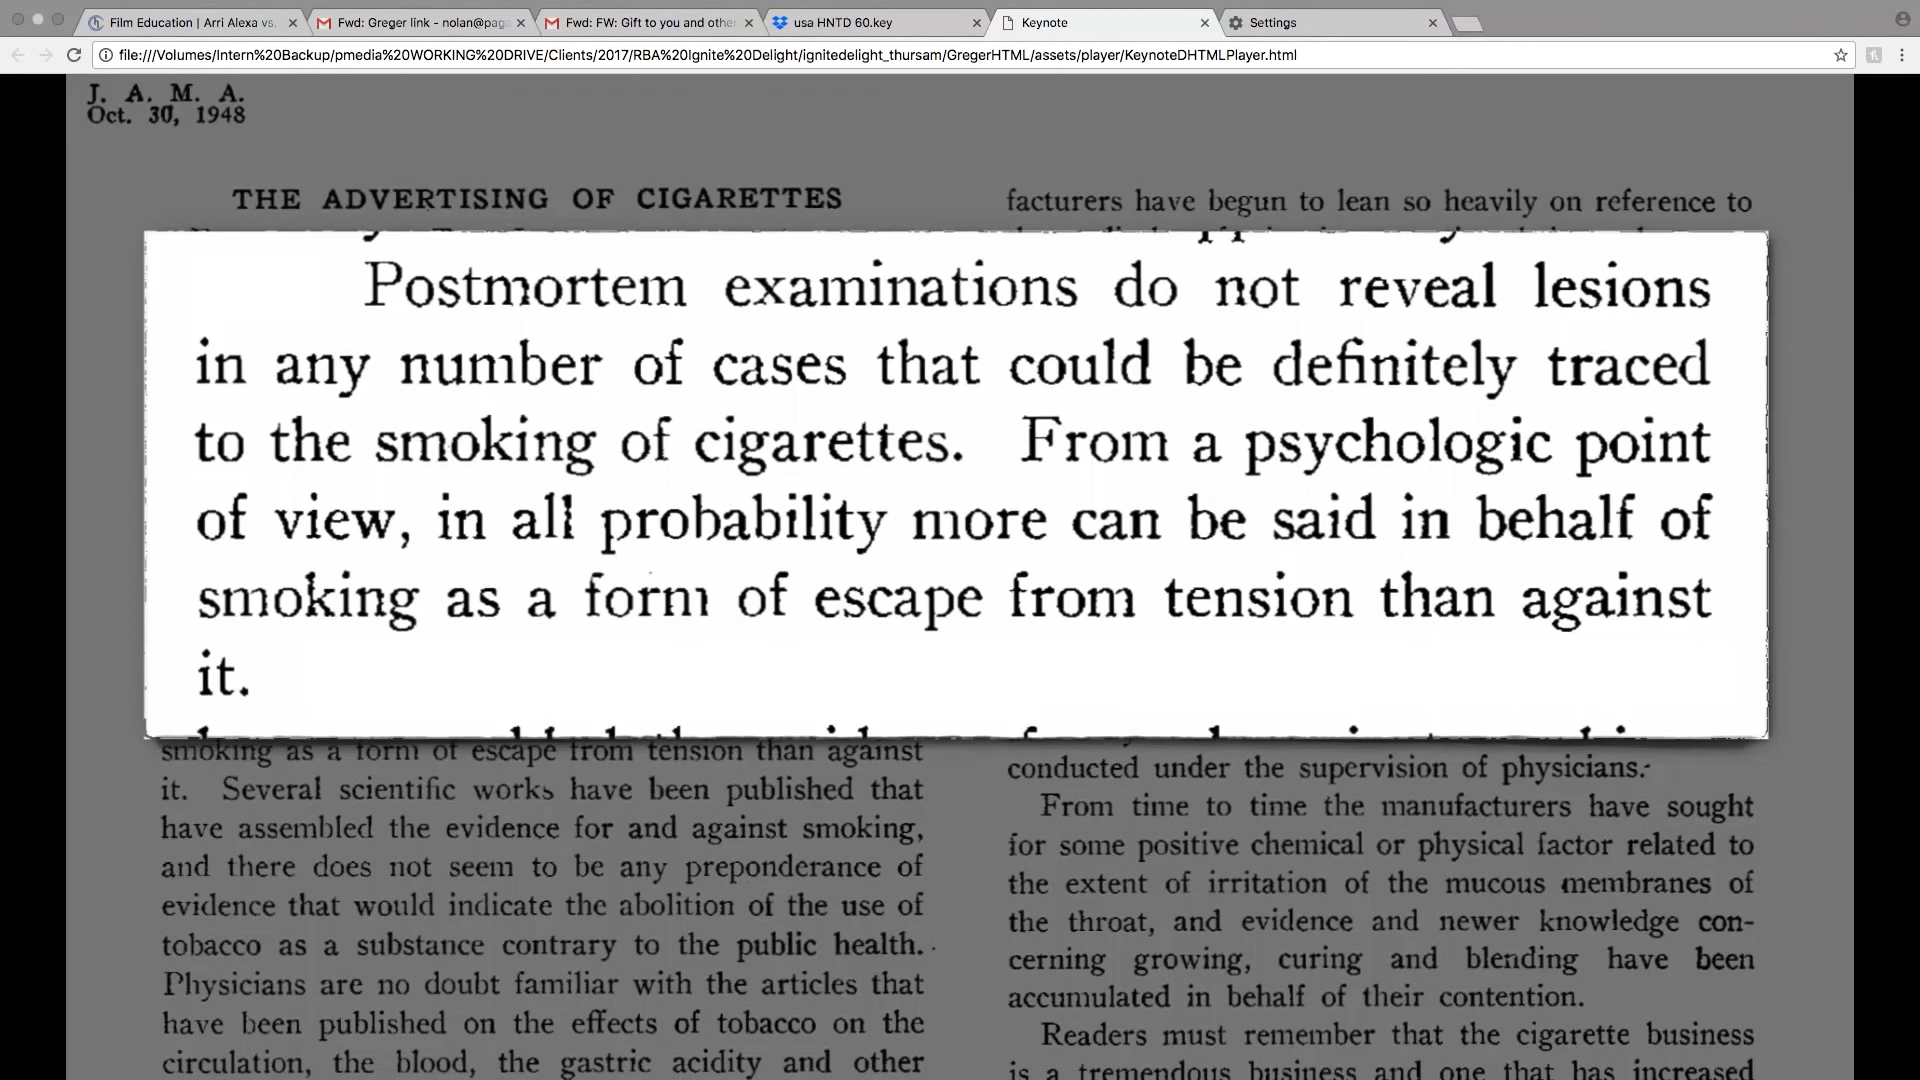 Film Education | Arri Alexa vs.
Fwd: Greger link - nolan@pag
Fwd: FW: Gift to you and other
usa HNTD 60.key
Keynote
Settings
file:///Volumes/Intern%20Backup/pmedia%20WORKING%20DRIVE/Clients/2017/RBA%20Ignite%20Delight/ignitedelight_thursam/GregerHTML/assets/player/KeynoteDHTMLPlayer.html
J. A. M. A.
Oct. 30, 1948
THE ADVERTISING OF CIGARETTES
facturers have begun to lean so heavily on reference to
Postmortem examinations do not reveal lesions
in any number of cases that could be definitely traced
to the smoking of cigarettes. From a psychologic point
of view, in all probability more can be said in behalf of
smoking as a form of escape from tension than against
it.
smoking as a form of escape from tension than against
it. Several scientific works have been published that
have assembled the evidence for and against smoking,
and there does not seem to be any preponderance of
evidence that would indicate the abolition of the use of
tobacco as a substance contrary to the public health.
Physicians are no doubt familiar with the articles that
have been published on the effects of tobacco on the
circulation, the blood, the gastric acidity and other
conducted under the supervision of physicians.
From time to time the manufacturers have sought
for some positive chemical or physical factor related to
the extent of irritation of the mucous membranes of
the throat, and evidence and newer knowledge con-
cerning growing, curing and blending have been
accumulated in behalf of their contention.
Readers must remember that the cigarette business
is a tremendous business and one that has increased